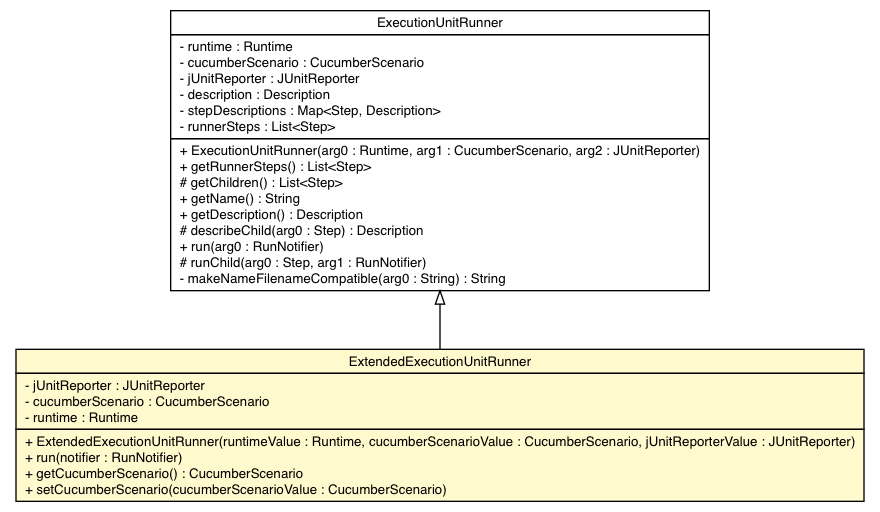 ExecutionUnitRunner
- runtime : Runtime
- cucumberScenario : CucumberScenario
- jUnitReporter : JUnitReporter
- description : Description
- stepDescriptions : Map<Step, Description>
- runnerSteps : List<Step>
+ ExecutionUnitRunner(arg0 : Runtime, arg1 : CucumberScenario, arg2 : JUnitReporter)
+ getRunnerSteps() : List<Step>
# getChildren() : List<Step>
+ getName() : String
+ getDescription() : Description
# describeChild(arg0 : Step) : Description
+ run(arg0 : RunNotifier)
# runChild(arg0 : Step, arg1 : RunNotifier)
- makeNameFilenameCompatible(arg0 : String) : String
ExtendedExecutionUnitRunner
- jUnitReporter : JUnitReporter
- cucumberScenario : CucumberScenario
- runtime : Runtime
+ ExtendedExecutionUnitRunner(runtimeValue : Runtime, cucumberScenarioValue : CucumberScenario, jUnitReporterValue : JUnitReporter)
+ run(notifier : RunNotifier)
+ getCucumberScenario() : CucumberScenario
+ setCucumberScenario(cucumberScenarioValue : CucumberScenario)